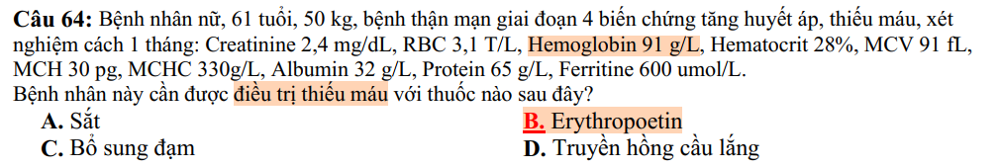 Câu 64: Bệnh nhân nữ, 61 tuổi, 50 kg, bệnh thận mạn giai đoạn 4 biến chứng tăng huyết áp, thiếu máu, xét
nghiệm cách 1 tháng: Creatinine 2,4 mg/dL, RBC 3,1 T/L, Hemoglobin 91 g/L, Hematocrit 28%, MCV 91 fL,
MCH 30 pg, MCHC 330g/L, Albumin 32 g/L, Protein 65 g/L, Ferritine 600 umol/L.
Bệnh nhân này cần được điều trị thiếu máu với thuốc nào sau đây?
A. Sắt B. Erythropoetin
C. Bổ sung đạm D. Truyền hồng cầu lắng